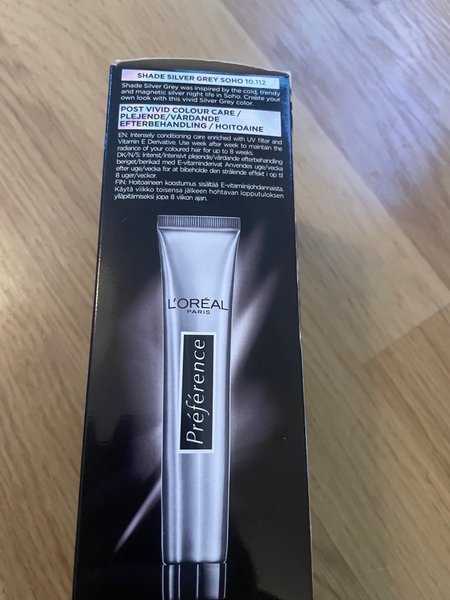 SHADE SILVER GREY SOHO 10.112
Shade Silver Grey was inspired by the cold, trendy
and magnetic silver night life in Soho. Create your
own look with this vivid Silver Grey color.
POST VIVID COLOUR CARE /
PLEJENDE/VÅRDANDE
EFTERBEHANDLING / HOITOAINE
EN: Intensely conditioning care enriched with UV filter and
Vitamin E Derivative. Use week after week to maintain the
radiance of your coloured hair for up to 8 weeks.
DK/N/S: Intenst/Intensivt plejende/vårdande efterbehandling
beriget/berikad med E-vitaminderivat Anvendes uge/vecka
efter uge/vecka for at bibeholde den strålende effekt i op til
8 uger/veckor.
FIN: Hoitoaineen koostumus sisältää E-vitamiinijohdannaista.
Käytä viikko toisensa jälkeen hohtavan lopputuloksen
ylläpitämiseksi jopa 8 viikon ajan.
L'ORÉAL
PARIS
Préférence